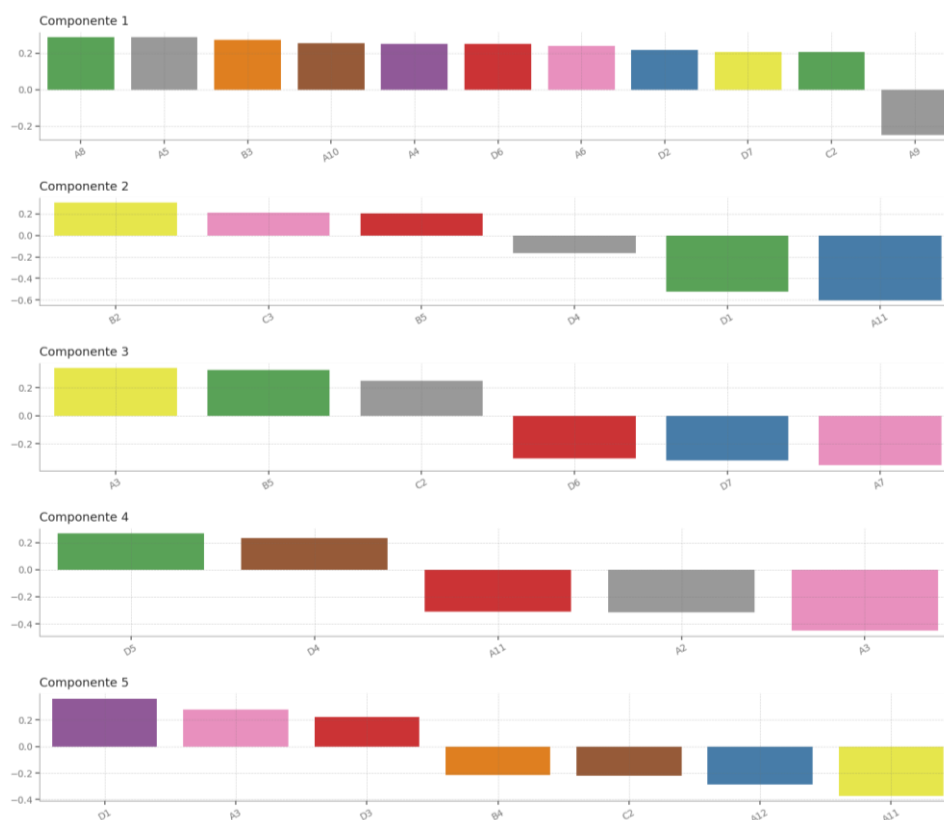 Componente 1
0.2
0.0
−0.2
A8 A5 B3 A10 A4 D6 A6 D2 D7 C2 A9
Componente 2
0.2
0.0
−0.2
−0.4
−0.6
B2 C3 B5 D4 D1 A11
Componente 3
0.2
0.0
−0.2
A3 B5 C2 D6 D7 A7
Componente 4
0.2
0.0
−0.2
−0.4
D5 D4 A11 A2 A3
Componente 5
0.2
0.0
−0.2
−0.4
D1 A3 D3 B4 C2 A12 A11